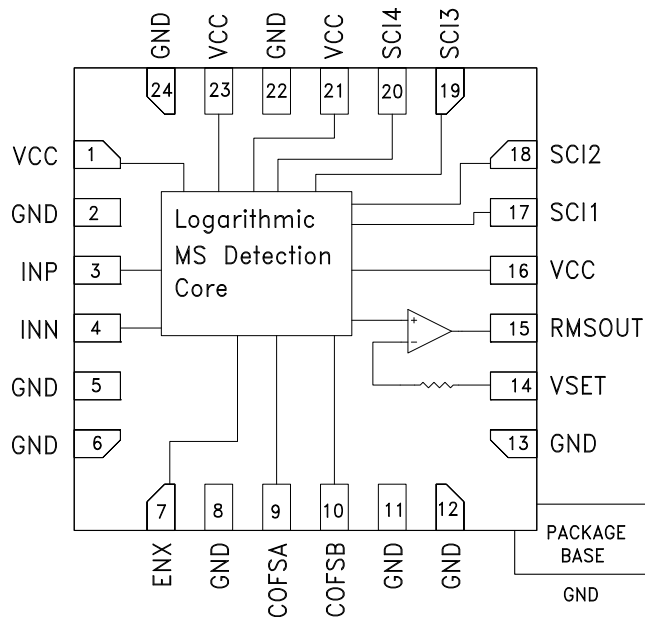 GND
VCC
GND
VCC
SCI4
SCI3
24
23
22
21
20
19
VCC
1
18
SCI2
GND
2
17
SCI1
INP
3
16
VCC
INN
4
15
RMSOUT
GND
5
14
VSET
GND
6
13
GND
Logarithmic
MS Detection
Core
+
−
7
8
9
10
11
12
ENX
GND
COFSA
COFSB
GND
GND
PACKAGE
BASE
GND